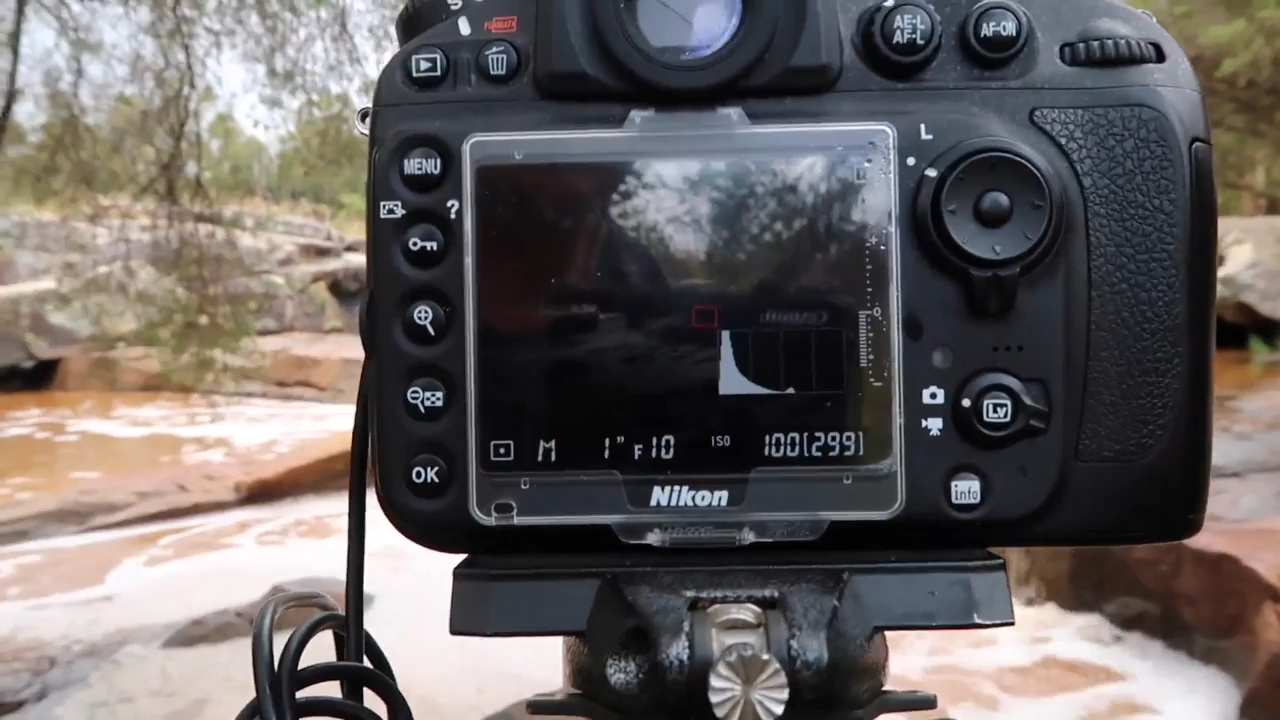 S
FORMAT
AE-L
AF-L
AF-ON
MENU
L
?
OK
Lv
M 1" F10 ISO 100[299]
Nikon
info